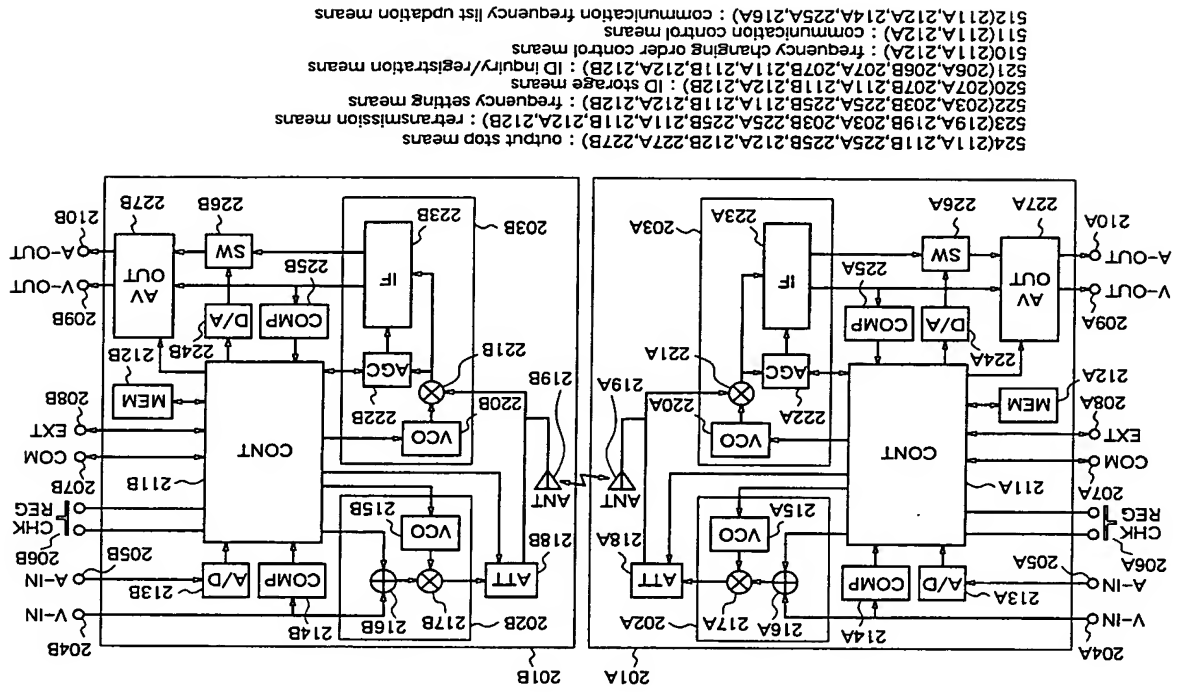 201A 201B
204A 204B
V-IN 214A 216A 202A 202B 216B 214B V-IN
213A 217A 217B 213B
A-IN A/D COMP ATT ATT COMP A/D A-IN
205A 205B
206A 215A 218A 218B 215B 206B
CHK VCO VCO CHK
REG REG
207A 211A 211B 207B
COM ANT ANT COM
EXT CONT 219A 219B CONT EXT
208A VCO VCO 208B
220A 220B
MEM AGC AGC MEM
212A 222A 221A 221B 222B 212B
D/A COMP D/A COMP
224A 224B
V-OUT AV OUT IF IF AV OUT V-OUT
209A 225A 225B 209B
A-OUT SW SW A-OUT
210A 227A 226A 223A 203A 203B 223B 226B 227B 210B
524(211A,211B,225A,225B,212A,212B,227A,227B) : output stop means
523(219A,219B,203A,203B,225A,225B,211A,211B,212A,212B) : retransmission means
522(203A,203B,225A,225B,211A,211B,212A,212B) : frequency setting means
520(207A,207B,211A,211B,212A,212B) : ID storage means
521(206A,206B,207A,207B,211A,211B,212A,212B) : ID inquiry/registration means
510(211A,212A) : frequency changing order control means
511(211A,212A) : communication control means
512(211A,212A,214A,225A,216A) : communication frequency list updation means